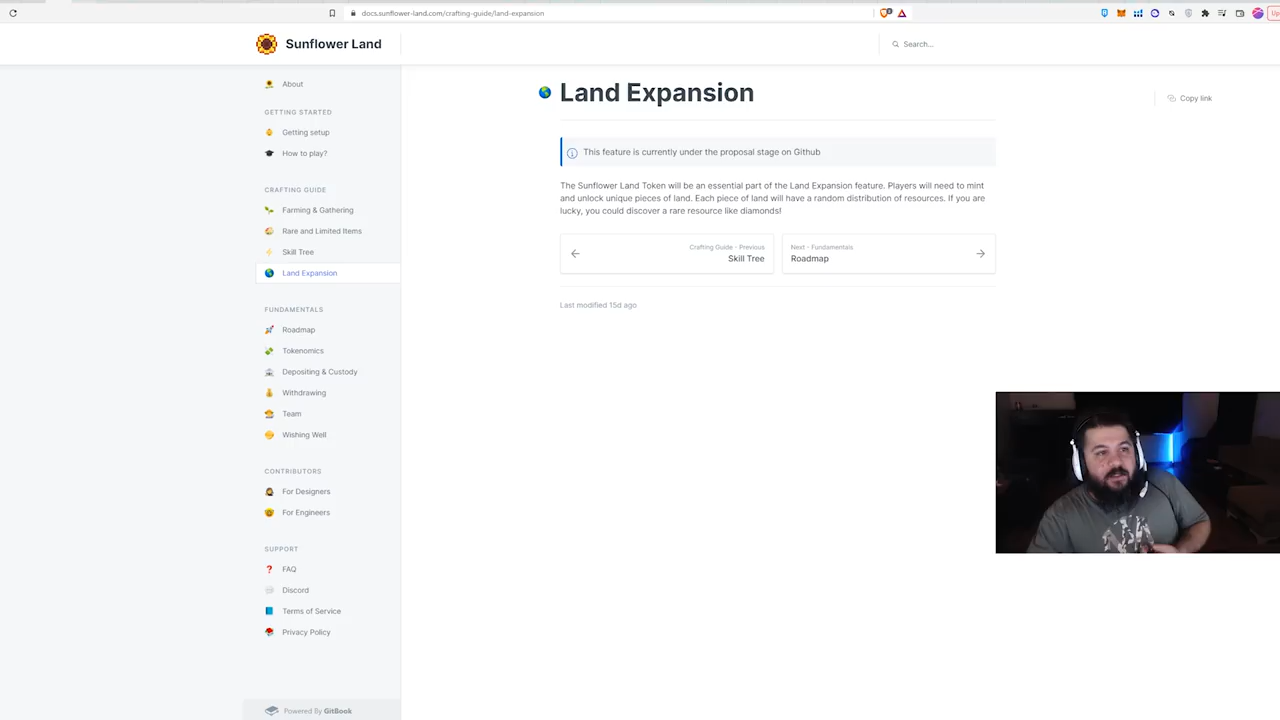 docs.sunflower-land.com/crafting-guide/land-expansion
Sunflower Land
Search...
About
GETTING STARTED
Getting setup
How to play?
CRAFTING GUIDE
Farming & Gathering
Rare and Limited Items
Skill Tree
Land Expansion
FUNDAMENTALS
Roadmap
Tokenomics
Depositing & Custody
Withdrawing
Team
Wishing Well
CONTRIBUTORS
For Designers
For Engineers
SUPPORT
FAQ
Discord
Terms of Service
Privacy Policy
Powered By GitBook
Land Expansion
Copy link
This feature is currently under the proposal stage on Github
The Sunflower Land Token will be an essential part of the Land Expansion feature. Players will need to mint
and unlock unique pieces of land. Each piece of land will have a random distribution of resources. If you are
lucky, you could discover a rare resource like diamonds!
Crafting Guide - Previous
Skill Tree
Next - Fundamentals
Roadmap
Last modified 15d ago